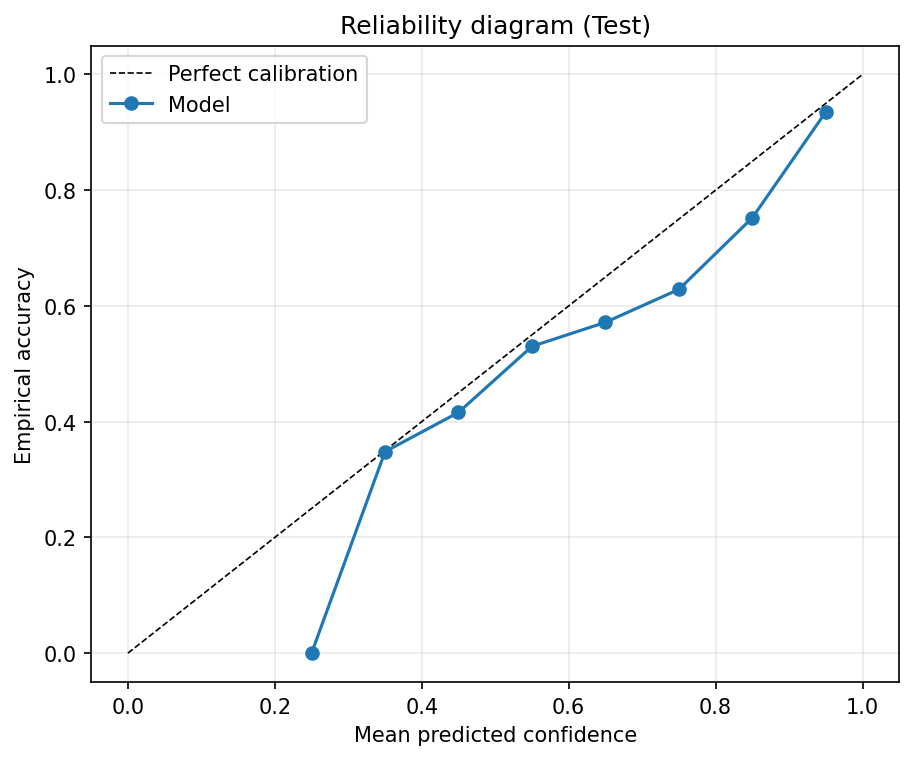 Reliability diagram (Test)
Perfect calibration
Model
1.0
0.8
0.6
0.4
0.2
0.0
Empirical accuracy
0.0 0.2 0.4 0.6 0.8 1.0
Mean predicted confidence